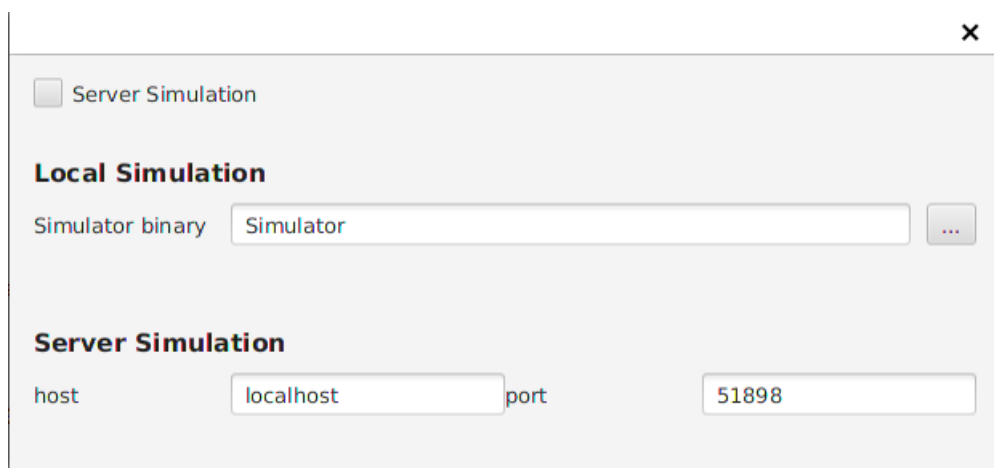 Server Simulation
Local Simulation
Simulator binary Simulator ...
Server Simulation
host localhost port 51898